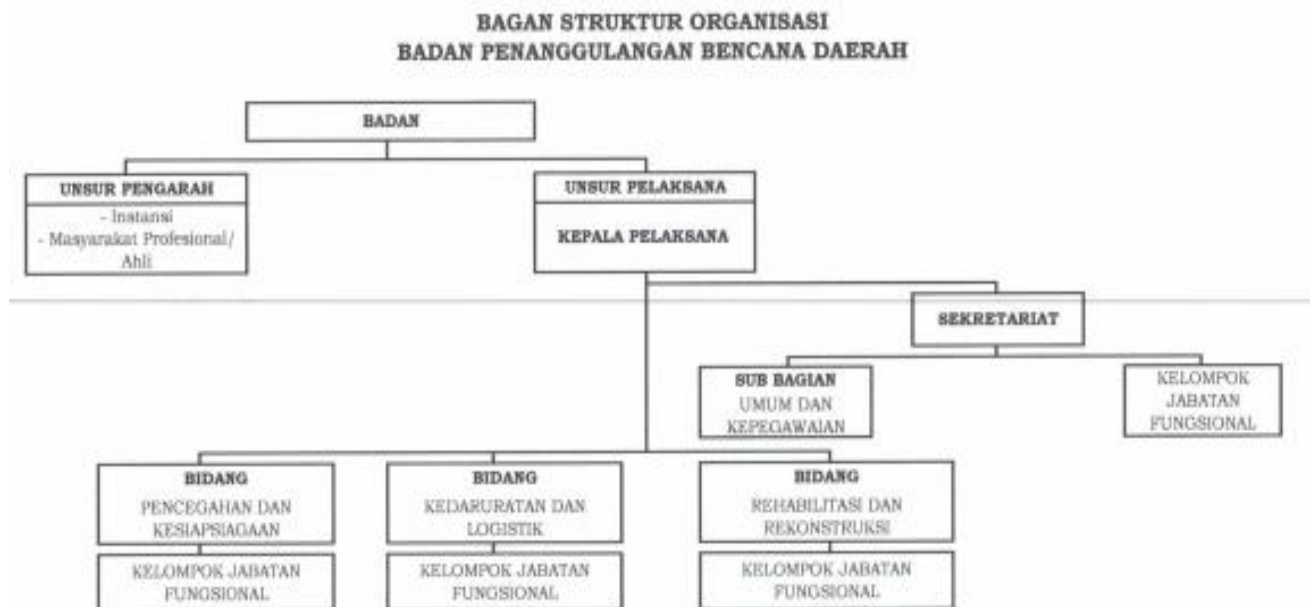 BAGAN STRUKTUR ORGANISASI
BADAN PENANGGULANGAN BENCANA DAERAH
BADAN
UNSUR PENGARAH
- Instansi
- Masyarakat Profesional/
Ahli
UNSUR PELAKSANA
KEPALA PELAKSANA
SEKRETARIAT
SUB BAGIAN
UMUM DAN
KEPEGAWAIAN
KELOMPOK
JABATAN
FUNGSIONAL
BIDANG
PENCEGAHAN DAN
KESIAPSIAGAAN
KELOMPOK JABATAN
FUNGSIONAL
BIDANG
KEDARURATAN DAN
LOGISTIK
KELOMPOK JABATAN
FUNGSIONAL
BIDANG
REHABILITASI DAN
REKONSTRUKSI
KELOMPOK JABATAN
FUNGSIONAL